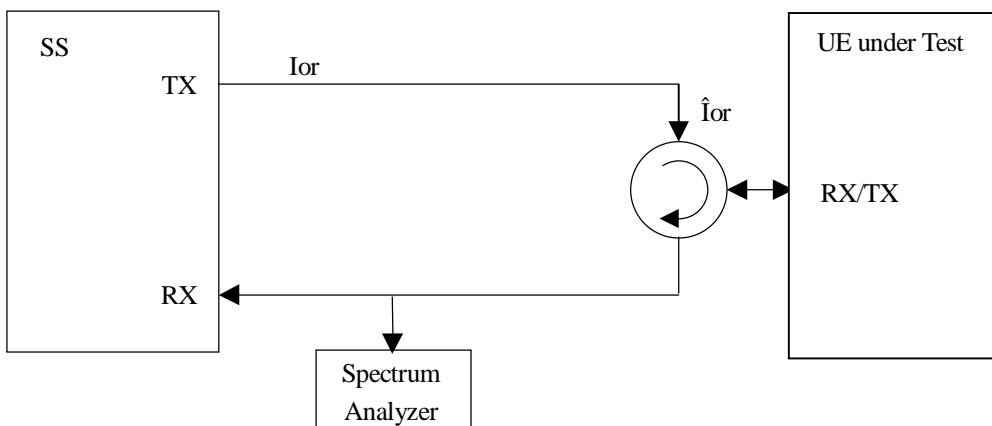 SS
UE under Test
TX
Ior
Îor
RX/TX
RX
Spectrum
Analyzer